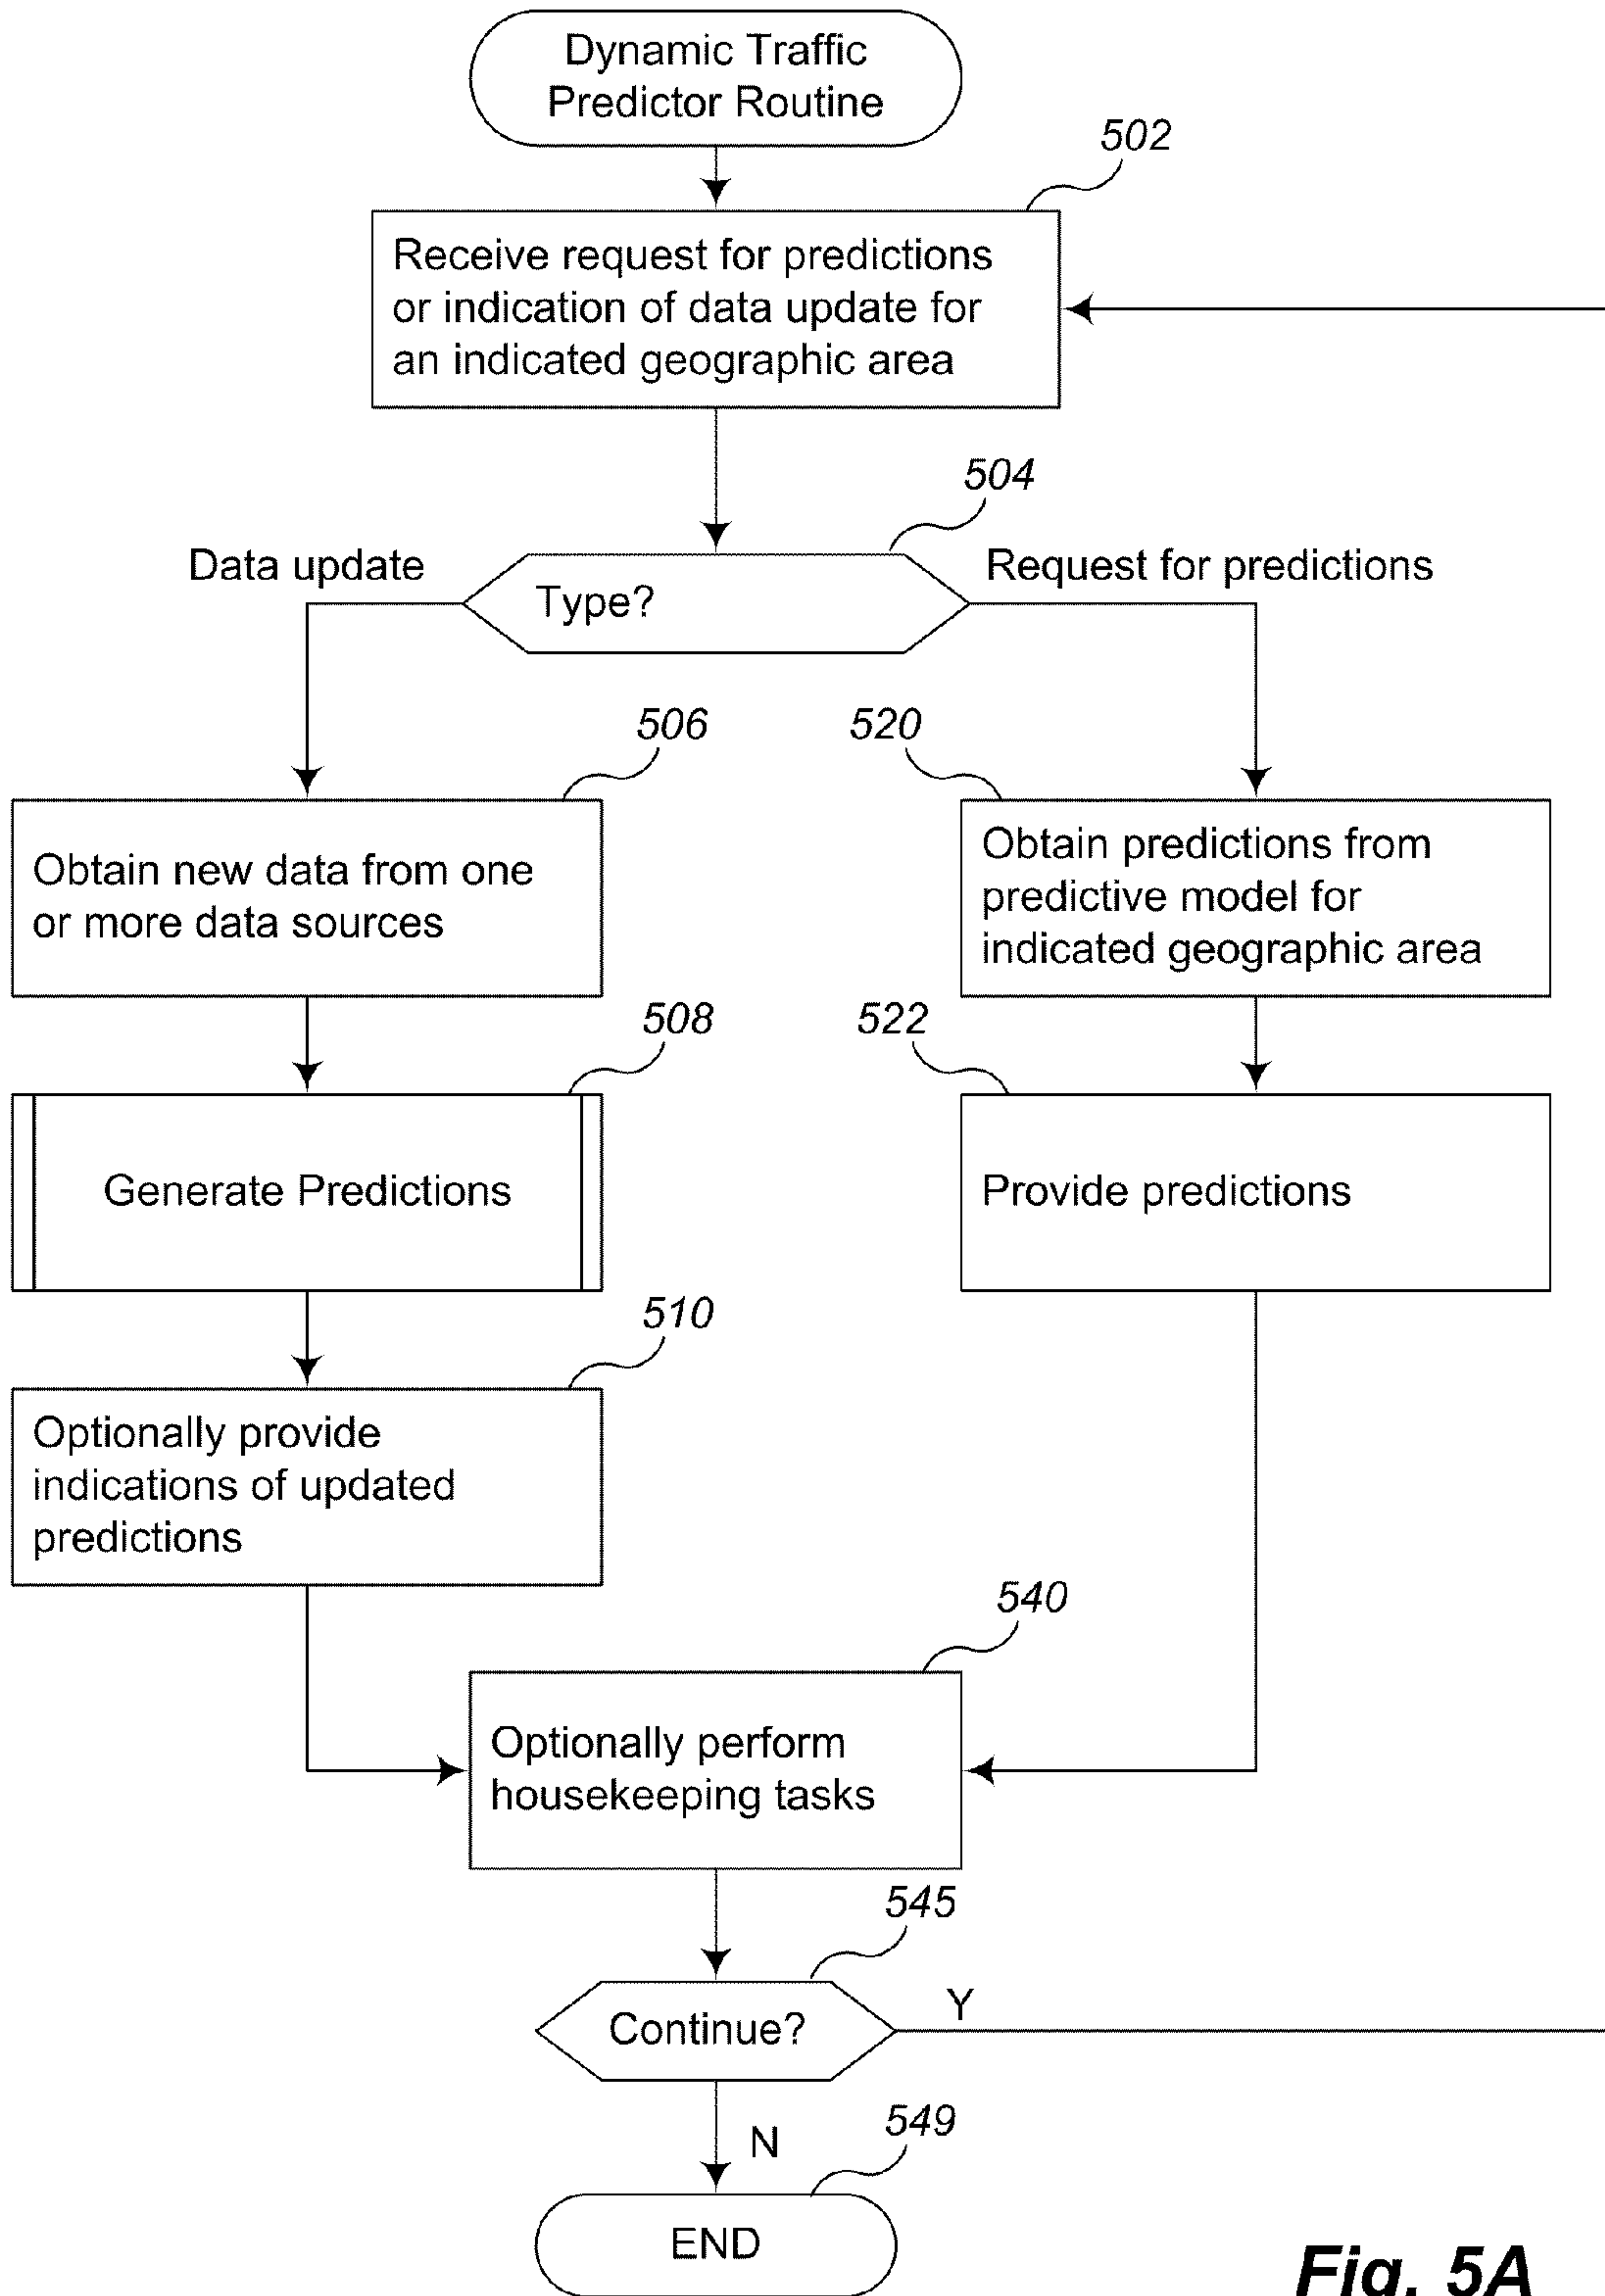 Dynamic Traffic
Predictor Routine
502
Receive request for predictions
or indication of data update for
an indicated geographic area
504
Data update
Type?
Request for predictions
506
520
Obtain new data from one
or more data sources
Obtain predictions from
predictive model for
indicated geographic area
508
522
Generate Predictions
Provide predictions
510
Optionally provide
indications of updated
predictions
540
Optionally perform
housekeeping tasks
545
Continue?
Y
N
549
END
Fig. 5A